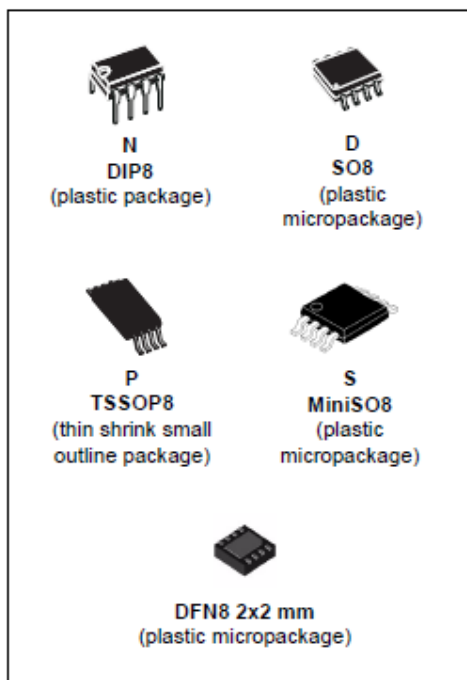 N
DIP8
(plastic package)
D
SO8
(plastic
micropackage)
P
TSSOP8
(thin shrink small
outline package)
S
MiniSO8
(plastic
micropackage)
DFN8 2x2 mm
(plastic micropackage)